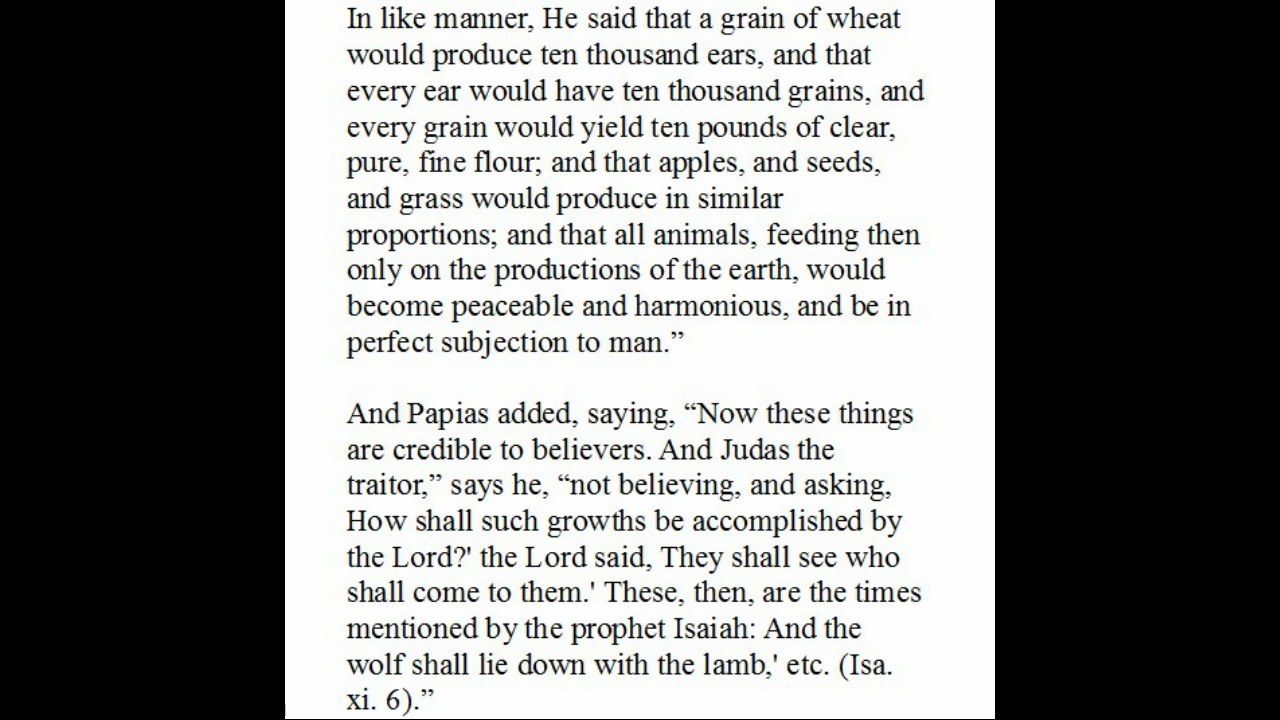 In like manner, He said that a grain of wheat
would produce ten thousand ears, and that
every ear would have ten thousand grains, and
every grain would yield ten pounds of clear,
pure, fine flour; and that apples, and seeds,
and grass would produce in similar
proportions; and that all animals, feeding then
only on the productions of the earth, would
become peaceable and harmonious, and be in
perfect subjection to man.”
And Papias added, saying, “Now these things
are credible to believers. And Judas the
traitor,” says he, “not believing, and asking,
How shall such growths be accomplished by
the Lord?' the Lord said, They shall see who
shall come to them.' These, then, are the times
mentioned by the prophet Isaiah: And the
wolf shall lie down with the lamb,' etc. (Isa.
xi. 6).”